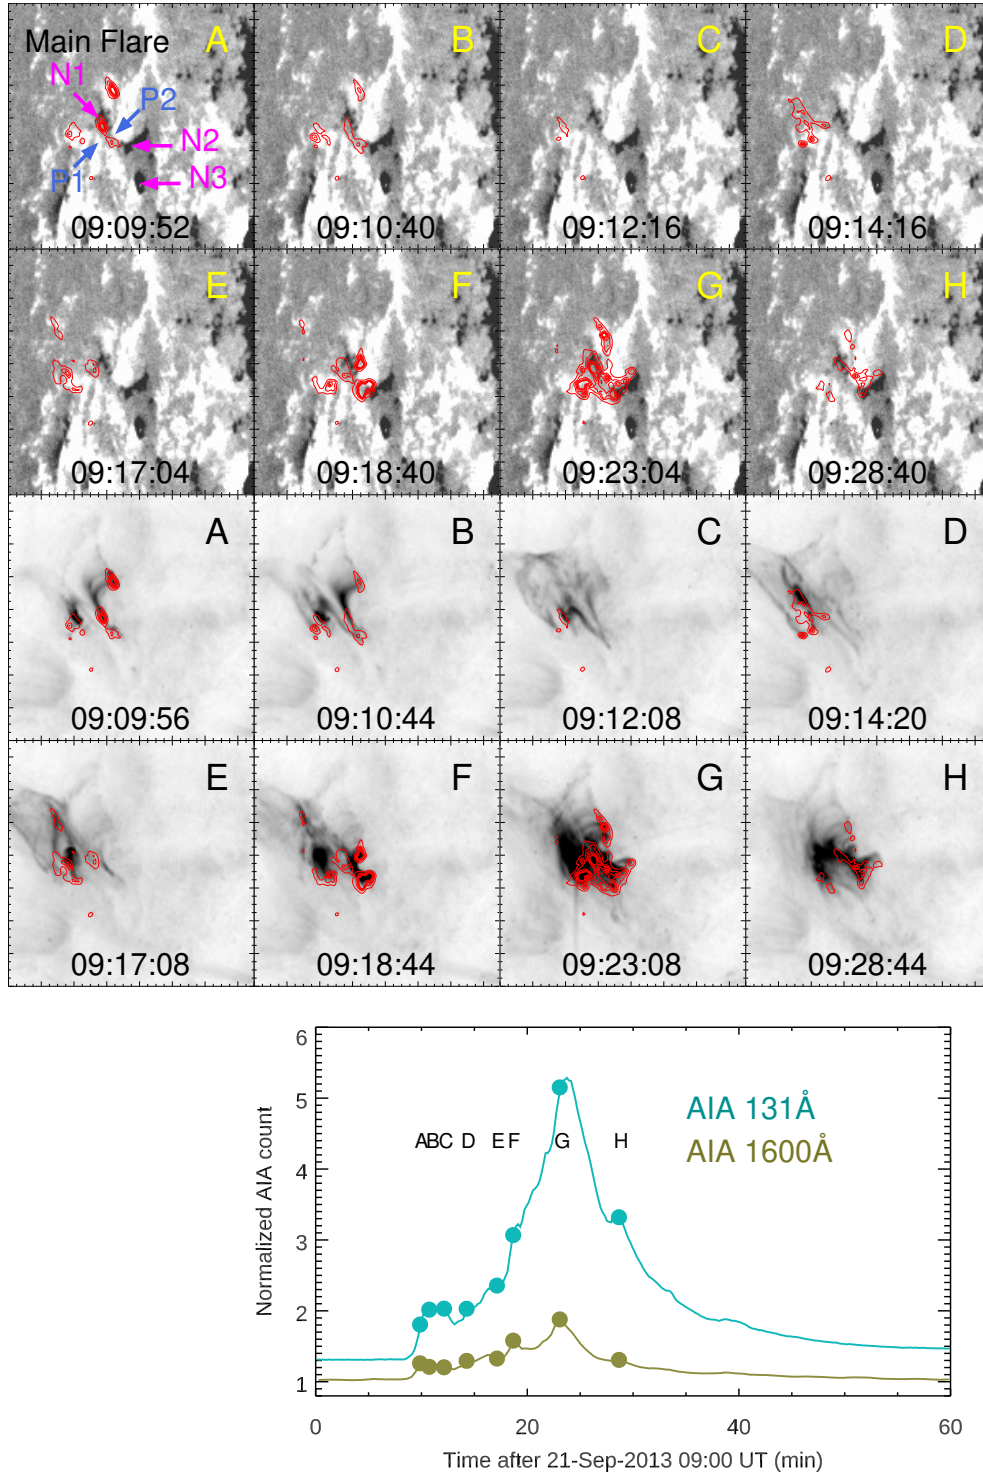 Main Flare
A
B
C
D
N1
P2
N2
P1
N3
09:09:52
09:10:40
09:12:16
09:14:16
E
F
G
H
09:17:04
09:18:40
09:23:04
09:28:40
A
B
C
D
09:09:56
09:10:44
09:12:08
09:14:20
E
F
G
H
09:17:08
09:18:44
09:23:08
09:28:44
6
5
4
3
2
1
Normalized AIA count
AIA 131Å
AIA 1600Å
A
B
C
D
E
F
G
H
0
20
40
60
Time after 21-Sep-2013 09:00 UT (min)